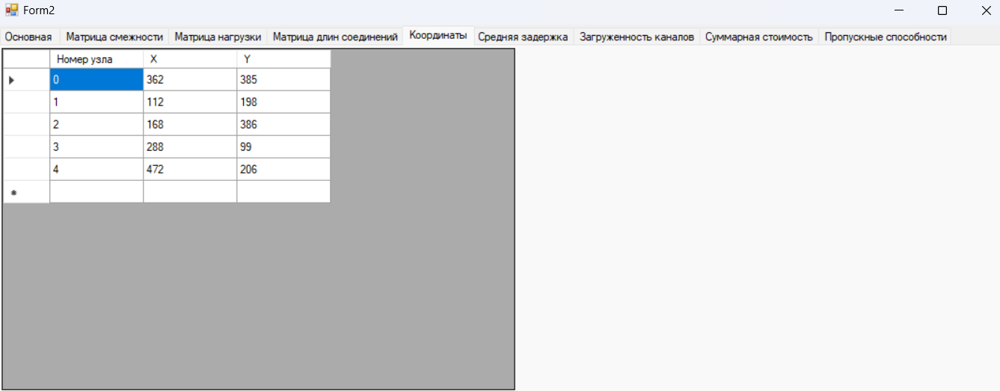 Form2
Основная Матрица смежности Матрица нагрузки Матрица длин соединений Координаты Средняя задержка Загруженность каналов Суммарная стоимость Пропускные способности
Номер узла X Y
0 362 385
1 112 198
2 168 386
3 288 99
4 472 206